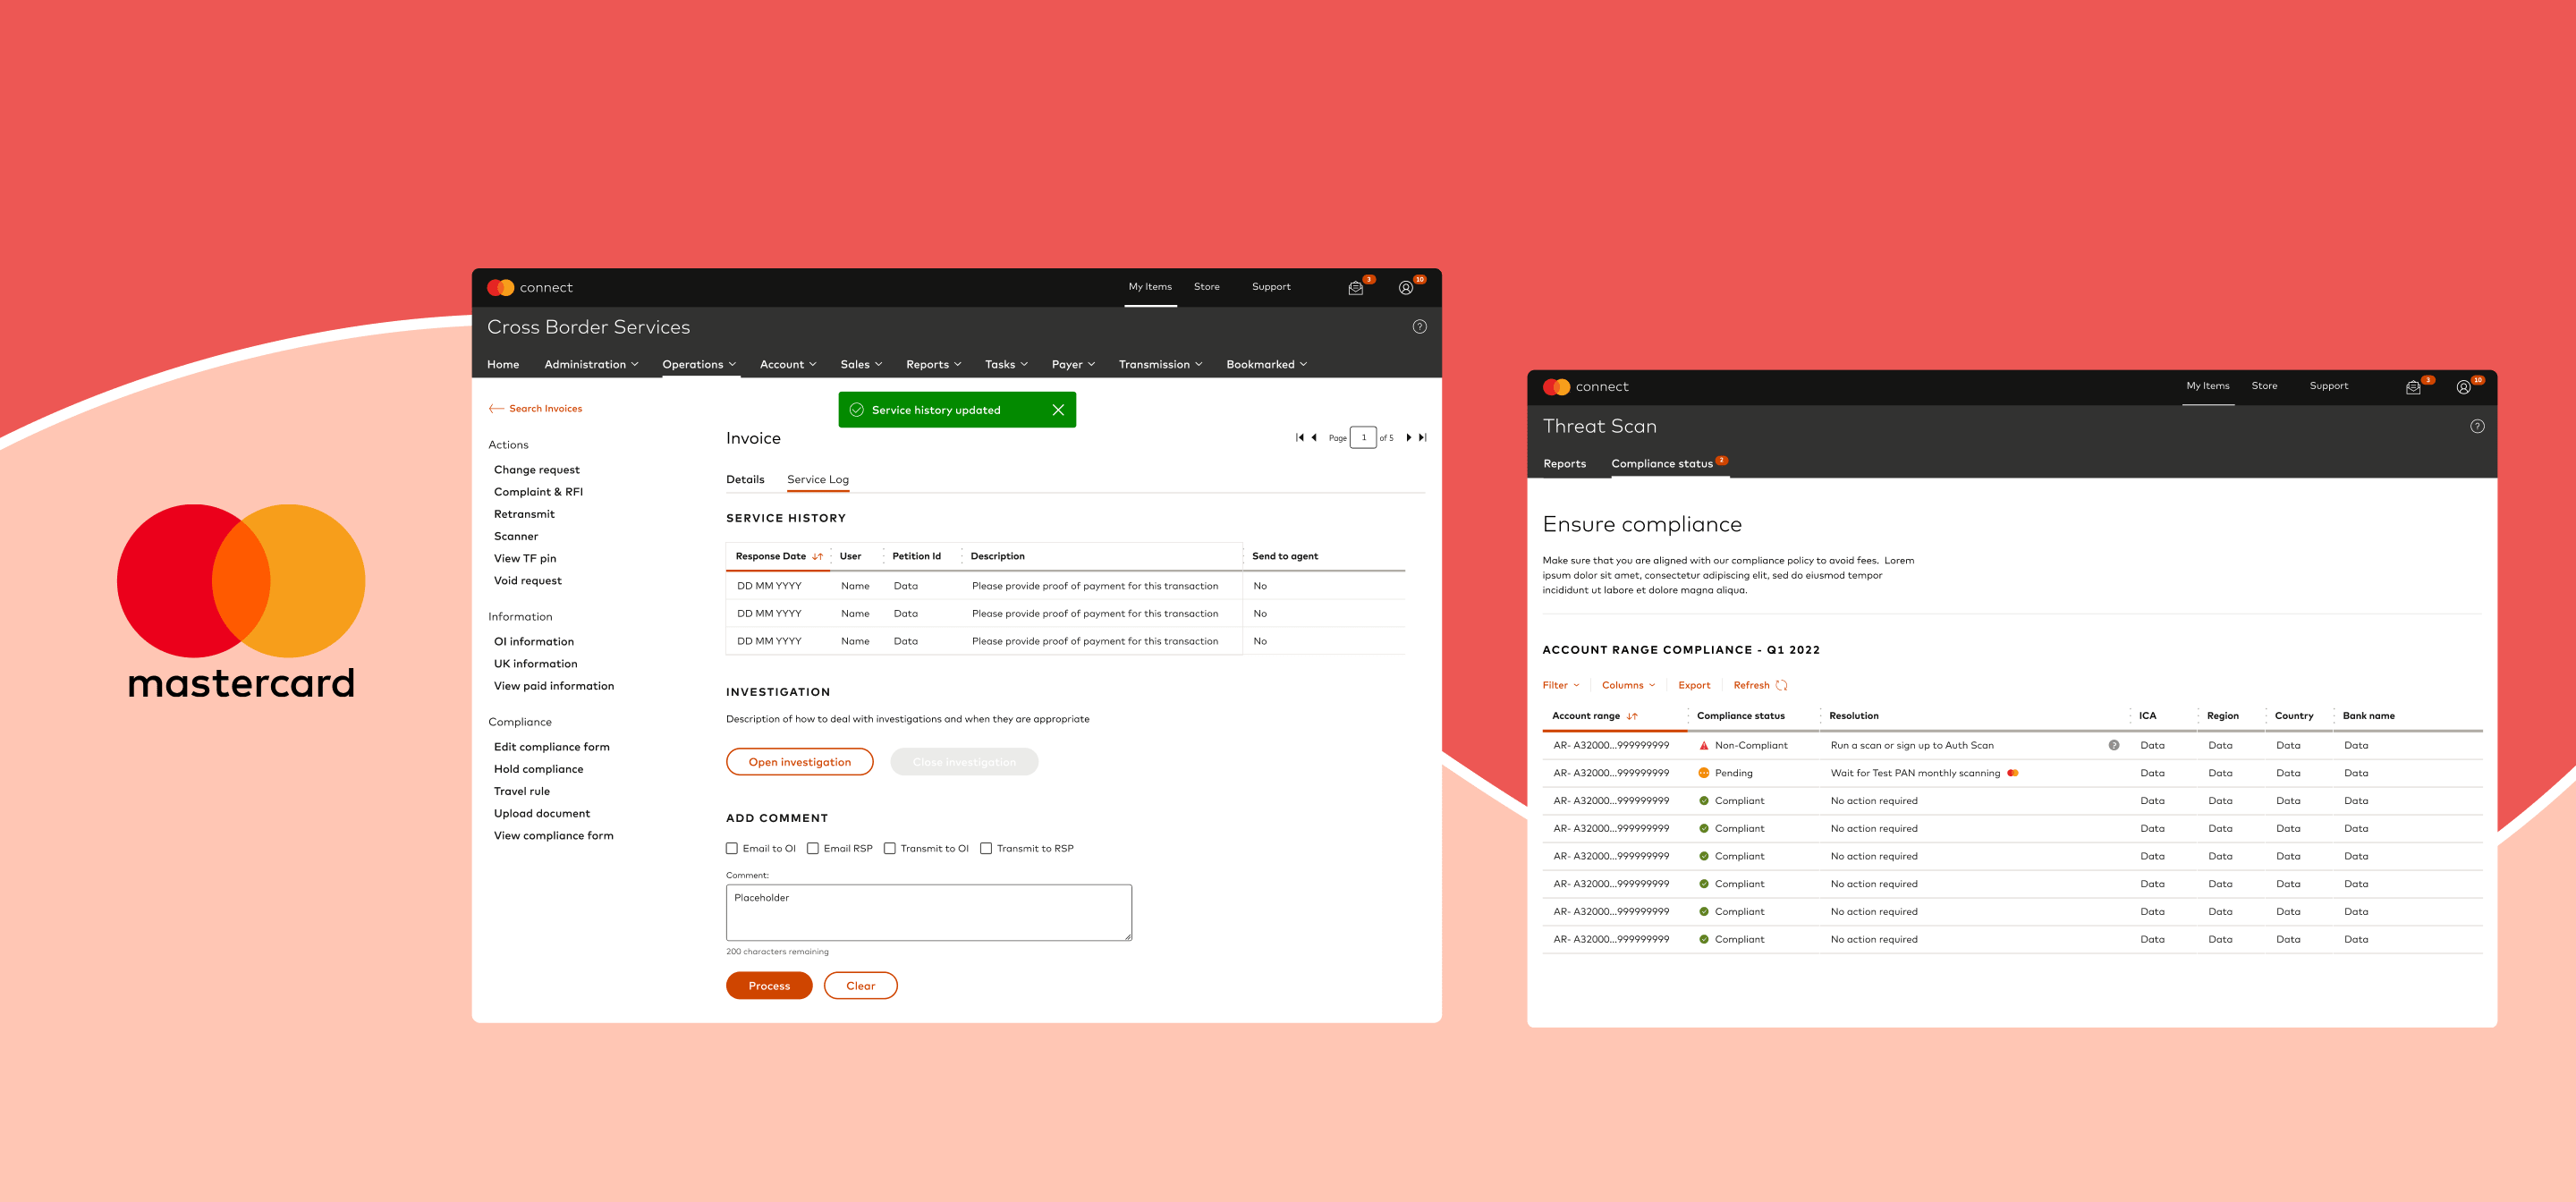 mastercard
connect
My Items Store Support 3 10
Cross Border Services ?
Home Administration Operations Account Sales Reports Tasks Payer Transmission Bookmarked
Search Invoices
Service history updated
Actions
Change request
Complaint & RFI
Retransmit
Scanner
View TF pin
Void request
Information
OI information
UK information
View paid information
Compliance
Edit compliance form
Hold compliance
Travel rule
Upload document
View compliance form
Invoice
Page 1 of 5
Details Service Log
SERVICE HISTORY
Response Date User Petition Id Description Send to agent
DD MM YYYY Name Data Please provide proof of payment for this transaction No
DD MM YYYY Name Data Please provide proof of payment for this transaction No
DD MM YYYY Name Data Please provide proof of payment for this transaction No
INVESTIGATION
Description of how to deal with investigations and when they are appropriate
Open investigation Close investigation
ADD COMMENT
Email to OI Email RSP Transmit to OI Transmit to RSP
Comment:
Placeholder
200 characters remaining
Process Clear
connect
My Items Store Support 3 10
Threat Scan ?
Reports Compliance status 2
Ensure compliance
Make sure that you are aligned with our compliance policy to avoid fees. Lorem
ipsum dolor sit amet, consectetur adipiscing elit, sed do eiusmod tempor
incididunt ut labore et dolore magna aliqua.
ACCOUNT RANGE COMPLIANCE - Q1 2022
Filter Columns Export Refresh
Account range Compliance status Resolution ICA Region Country Bank name
AR- A32000...999999999 Non-Compliant Run a scan or sign up to Auth Scan ? Data Data Data Data
AR- A32000...999999999 Pending Wait for Test PAN monthly scanning Data Data Data Data
AR- A32000...999999999 Compliant No action required Data Data Data Data
AR- A32000...999999999 Compliant No action required Data Data Data Data
AR- A32000...999999999 Compliant No action required Data Data Data Data
AR- A32000...999999999 Compliant No action required Data Data Data Data
AR- A32000...999999999 Compliant No action required Data Data Data Data
AR- A32000...999999999 Compliant No action required Data Data Data Data